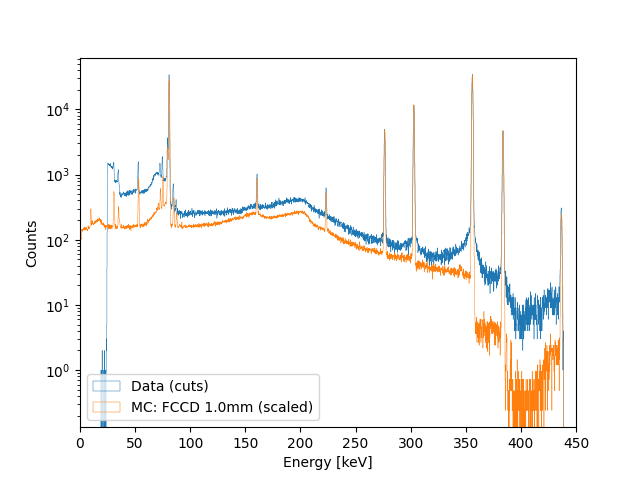 Counts
10⁴
10³
10²
10¹
10⁰
Data (cuts)
MC: FCCD 1.0mm (scaled)
0 50 100 150 200 250 300 350 400 450
Energy [keV]